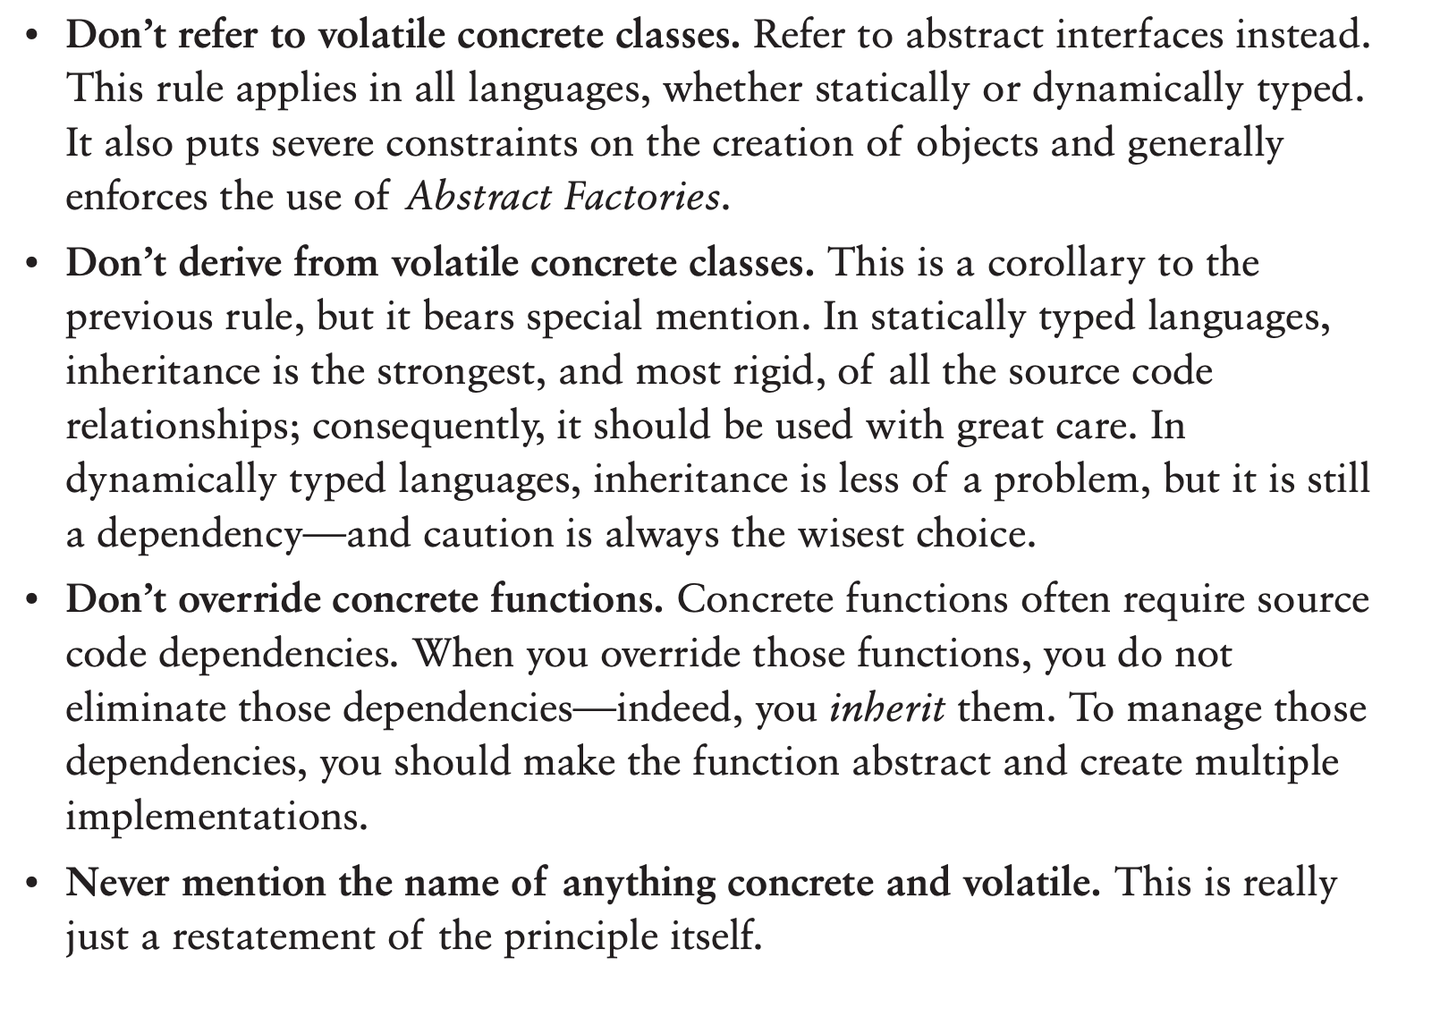 • Don’t refer to volatile concrete classes. Refer to abstract interfaces instead.
This rule applies in all languages, whether statically or dynamically typed.
It also puts severe constraints on the creation of objects and generally
enforces the use of Abstract Factories.
• Don’t derive from volatile concrete classes. This is a corollary to the
previous rule, but it bears special mention. In statically typed languages,
inheritance is the strongest, and most rigid, of all the source code
relationships; consequently, it should be used with great care. In
dynamically typed languages, inheritance is less of a problem, but it is still
a dependency—and caution is always the wisest choice.
• Don’t override concrete functions. Concrete functions often require source
code dependencies. When you override those functions, you do not
eliminate those dependencies—indeed, you inherit them. To manage those
dependencies, you should make the function abstract and create multiple
implementations.
• Never mention the name of anything concrete and volatile. This is really
just a restatement of the principle itself.